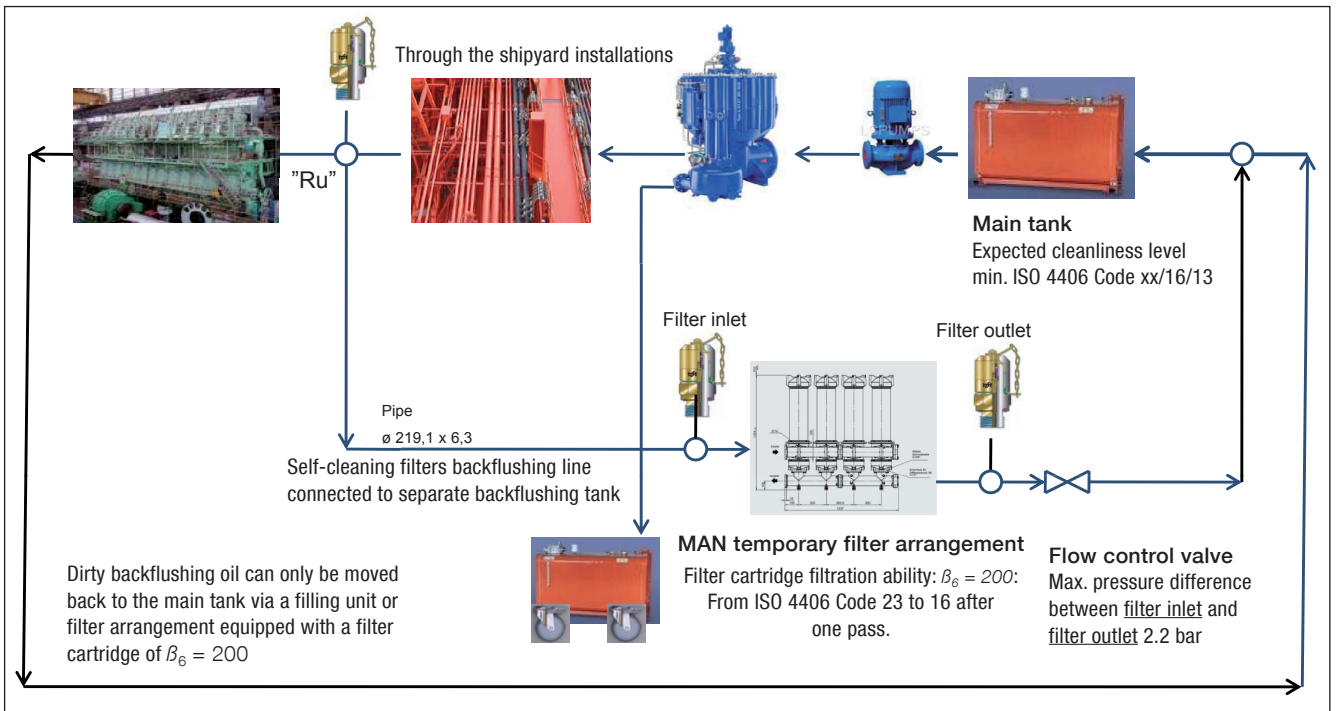 Through the shipyard installations
"Ru"
LCPUMPS
Main tank
Expected cleanliness level
min. ISO 4406 Code xx/16/13
Filter inlet
Filter outlet
Pipe
ø 219,1 x 6,3
Self-cleaning filters backflushing line
connected to separate backflushing tank
MAN temporary filter arrangement
Filter cartridge filtration ability: ß₆ = 200:
From ISO 4406 Code 23 to 16 after
one pass.
Flow control valve
Max. pressure difference
between filter inlet and
filter outlet 2.2 bar
Dirty backflushing oil can only be moved
back to the main tank via a filling unit or
filter arrangement equipped with a filter
cartridge of ß₆ = 200